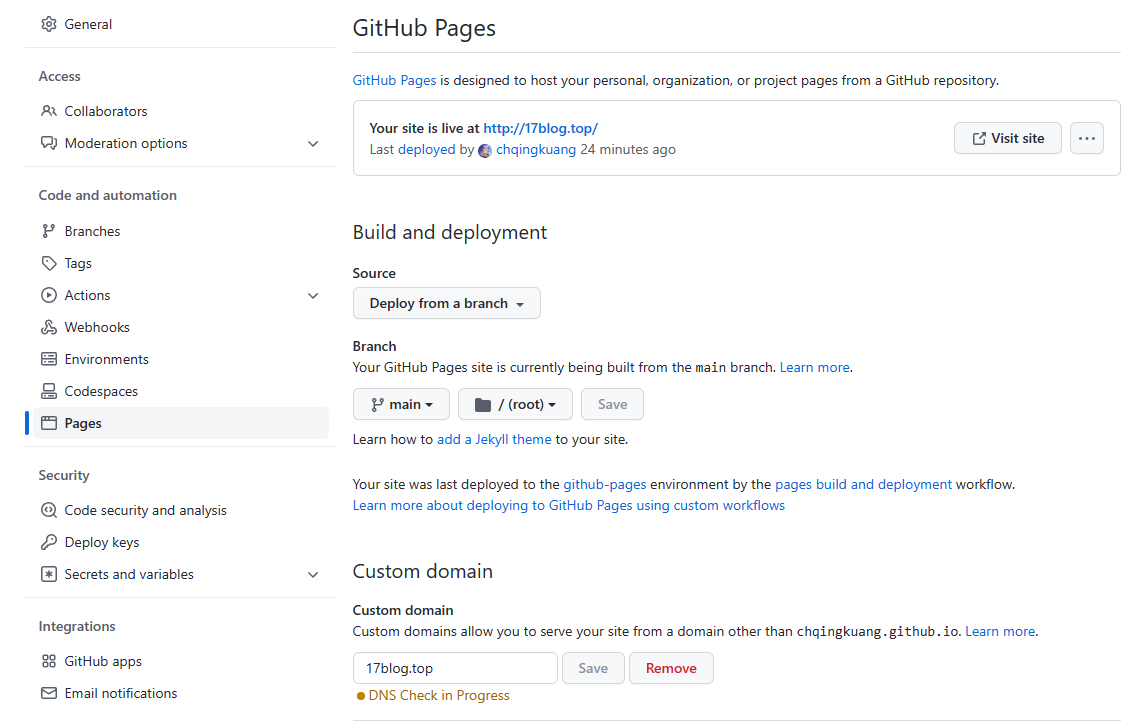 General
Access
Collaborators
Moderation options
Code and automation
Branches
Tags
Actions
Webhooks
Environments
Codespaces
Pages
Security
Code security and analysis
Deploy keys
Secrets and variables
Integrations
GitHub apps
Email notifications
GitHub Pages
GitHub Pages is designed to host your personal, organization, or project pages from a GitHub repository.
Your site is live at http://17blog.top/
Last deployed by chqingkuang 24 minutes ago
Visit site
Build and deployment
Source
Deploy from a branch
Branch
Your GitHub Pages site is currently being built from the main branch. Learn more.
main / (root) Save
Learn how to add a Jekyll theme to your site.
Your site was last deployed to the github-pages environment by the pages build and deployment workflow.
Learn more about deploying to GitHub Pages using custom workflows
Custom domain
Custom domain
Custom domains allow you to serve your site from a domain other than chqingkuang.github.io. Learn more.
17blog.top Save Remove
DNS Check in Progress